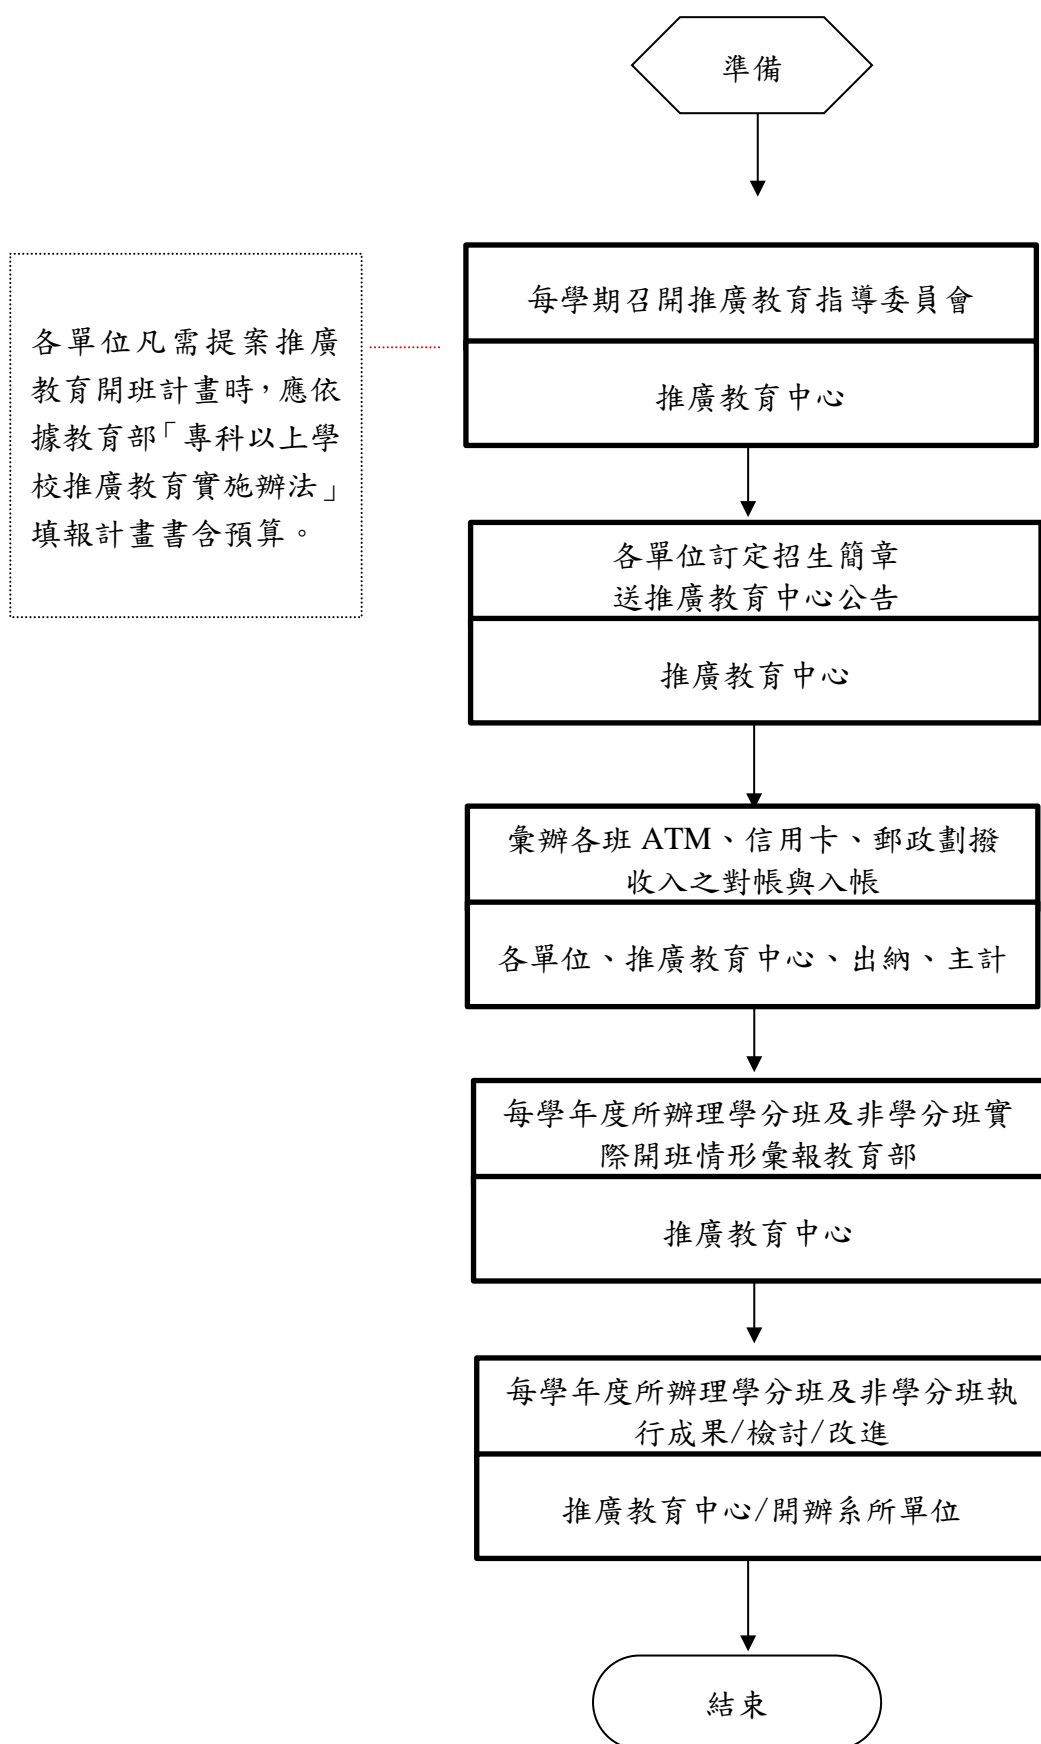 準備
每學期召開推廣教育指導委員會
推廣教育中心
各單位凡需提案推廣
教育開班計畫時，應依
據教育部「專科以上學
校推廣教育實施辦法」
填報計畫書含預算。
各單位訂定招生簡章
送推廣教育中心公告
推廣教育中心
彙辦各班 ATM、信用卡、郵政劃撥
收入之對帳與入帳
各單位、推廣教育中心、出納、主計
每學年度所辦理學分班及非學分班實
際開班情形彙報教育部
推廣教育中心
每學年度所辦理學分班及非學分班執
行成果/檢討/改進
推廣教育中心/開辦系所單位
結束